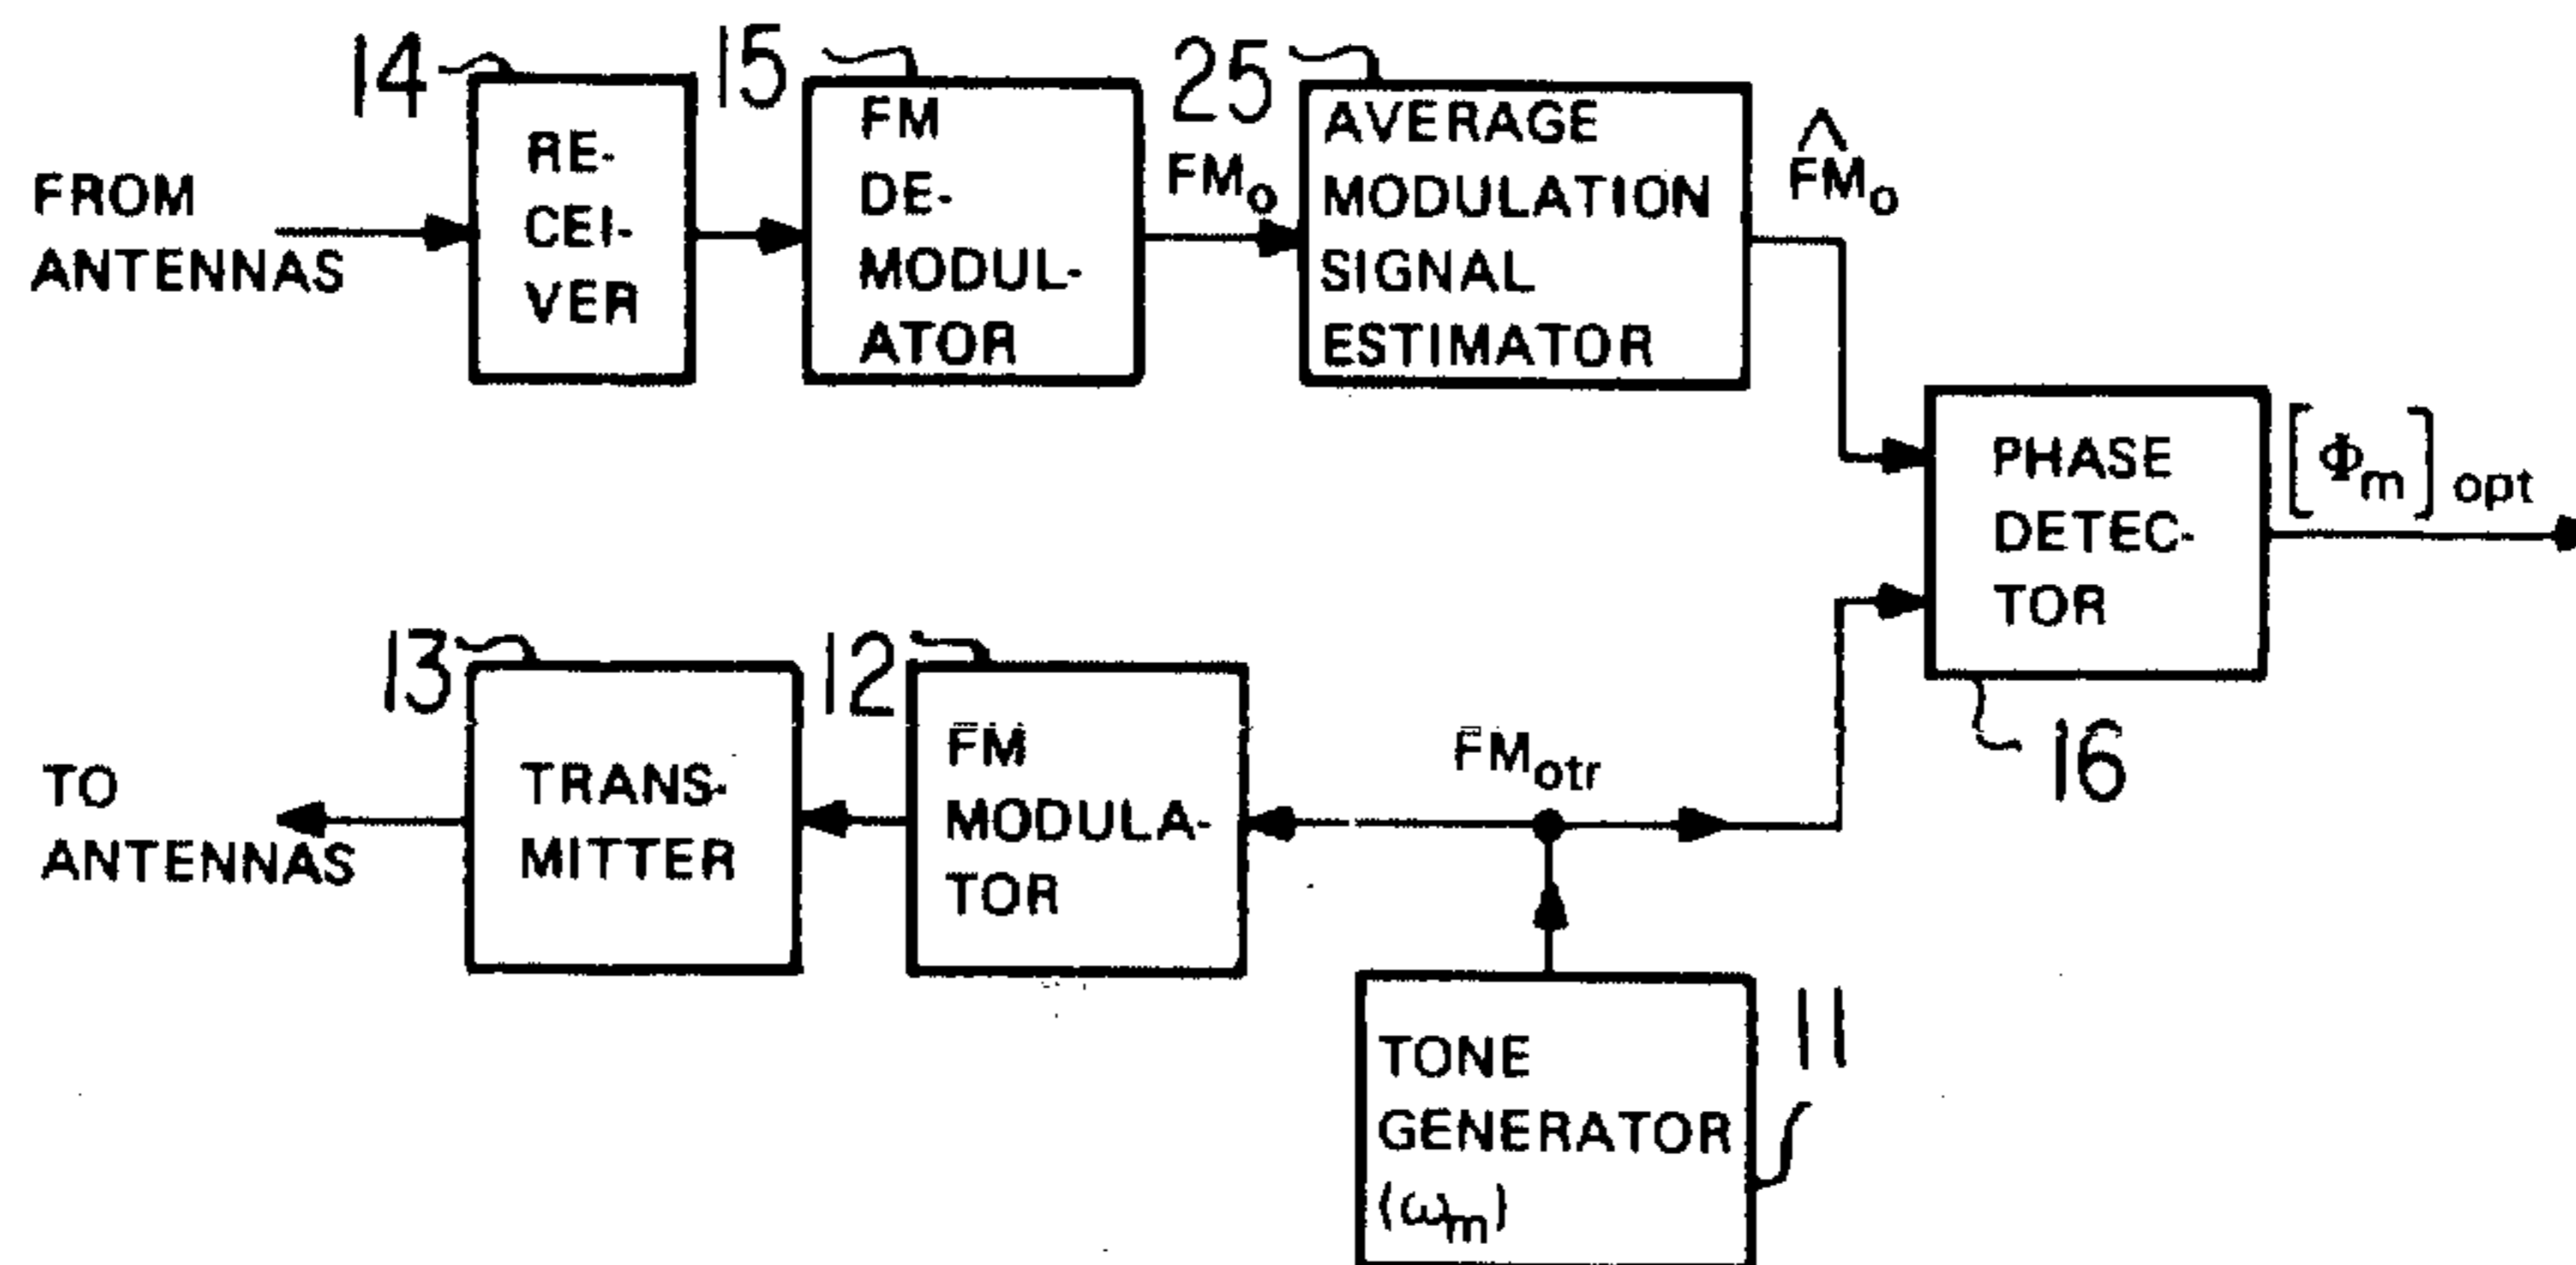 14
RE-
CEI-
VER
FROM
ANTENNAS
15
FM
DE-
MODUL-
ATOR
FMo
25
AVERAGE
MODULATION
SIGNAL
ESTIMATOR
F̂Mo
PHASE
DETEC-
TOR
[Φm]opt
16
13
TRANS-
MITTER
TO
ANTENNAS
12
FM
MODULA-
TOR
FMotr
TONE
GENERATOR
(ωm)
11